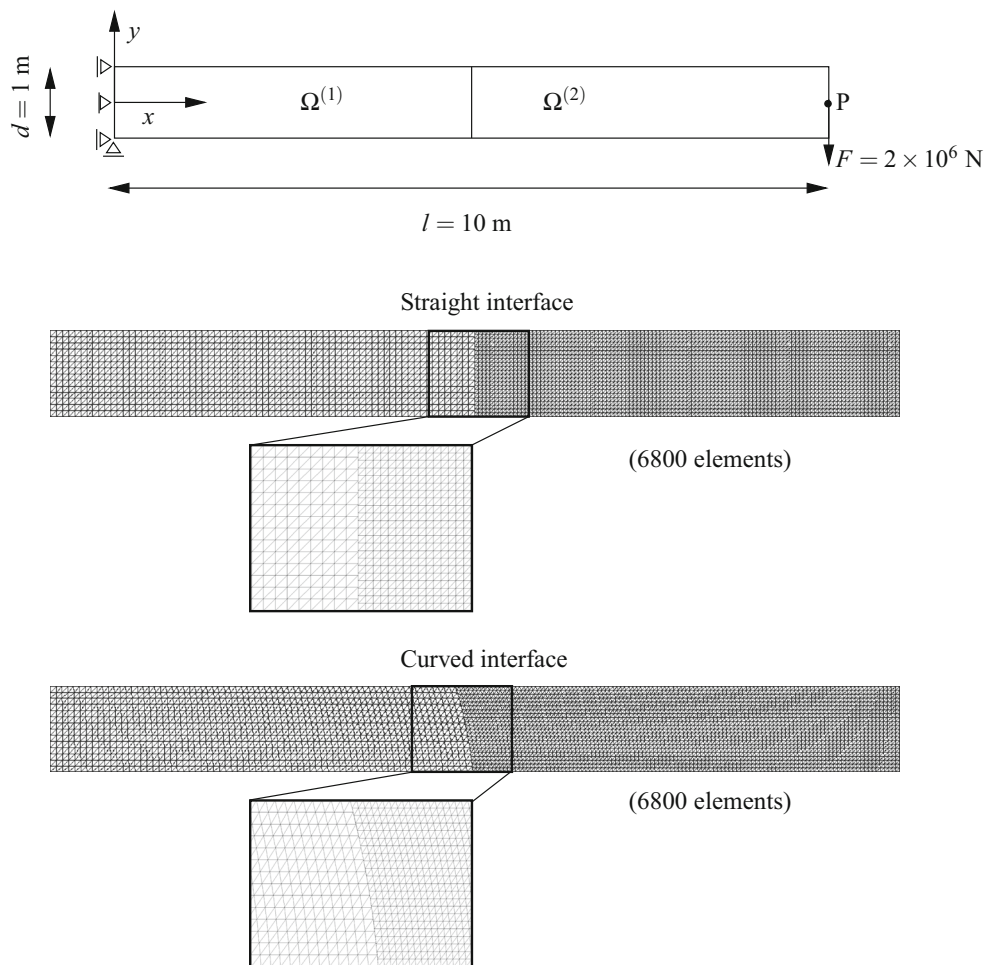 y
d = 1 m
x
Ω(1)
Ω(2)
P
F = 2 × 10⁶ N
l = 10 m
Straight interface
(6800 elements)
Curved interface
(6800 elements)